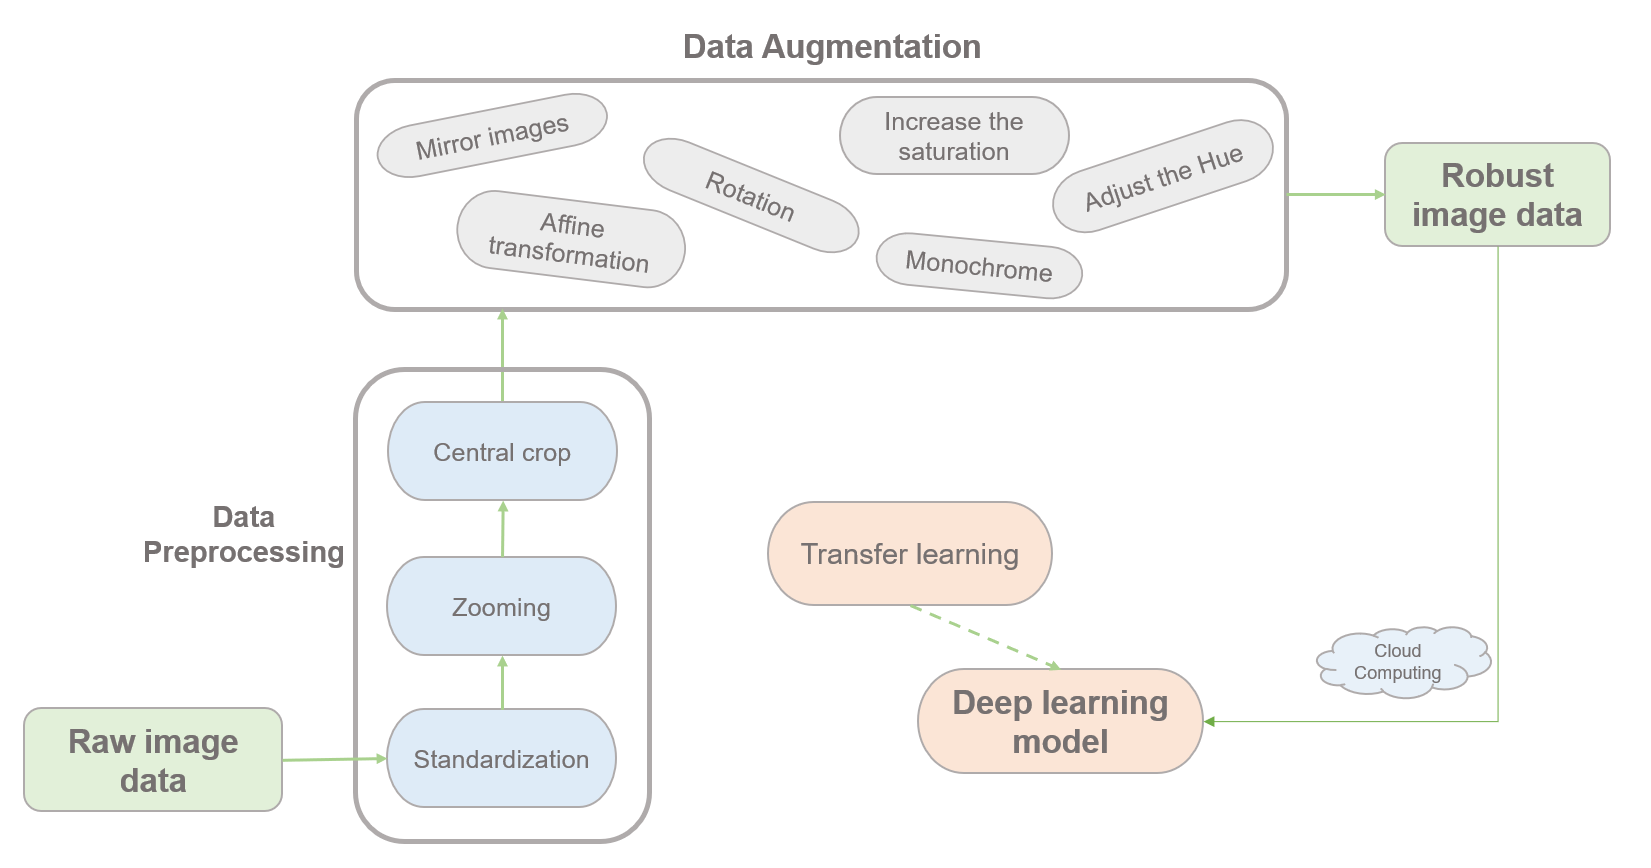 Data Augmentation
Mirror images
Increase the
saturation
Adjust the Hue
Rotation
Affine
transformation
Monochrome
Robust
image data
Central crop
Data
Preprocessing
Zooming
Standardization
Raw image
data
Transfer learning
Deep learning
model
Cloud
Computing